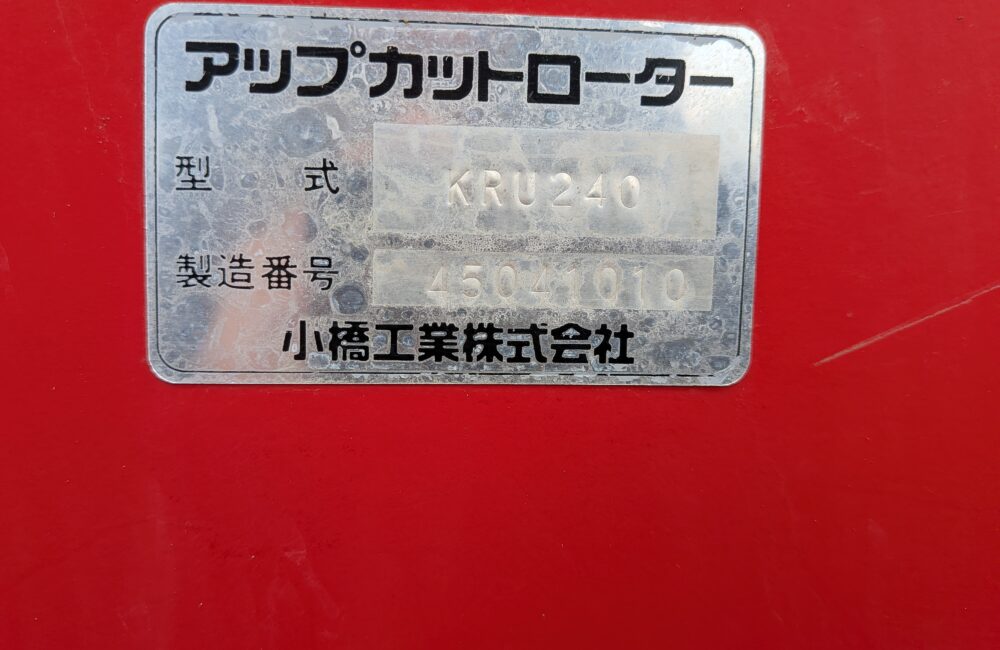 アップカットローター
型式 KRU240
製造番号 45041010
小橋工業株式会社